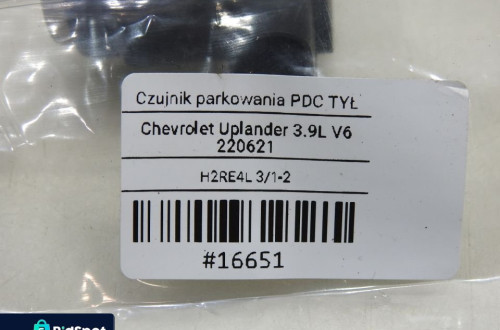 Czujnik parkowania PDC TYŁ
Chevrolet Uplander 3.9L V6
220621
H2RE4L 3/1-2
#16651